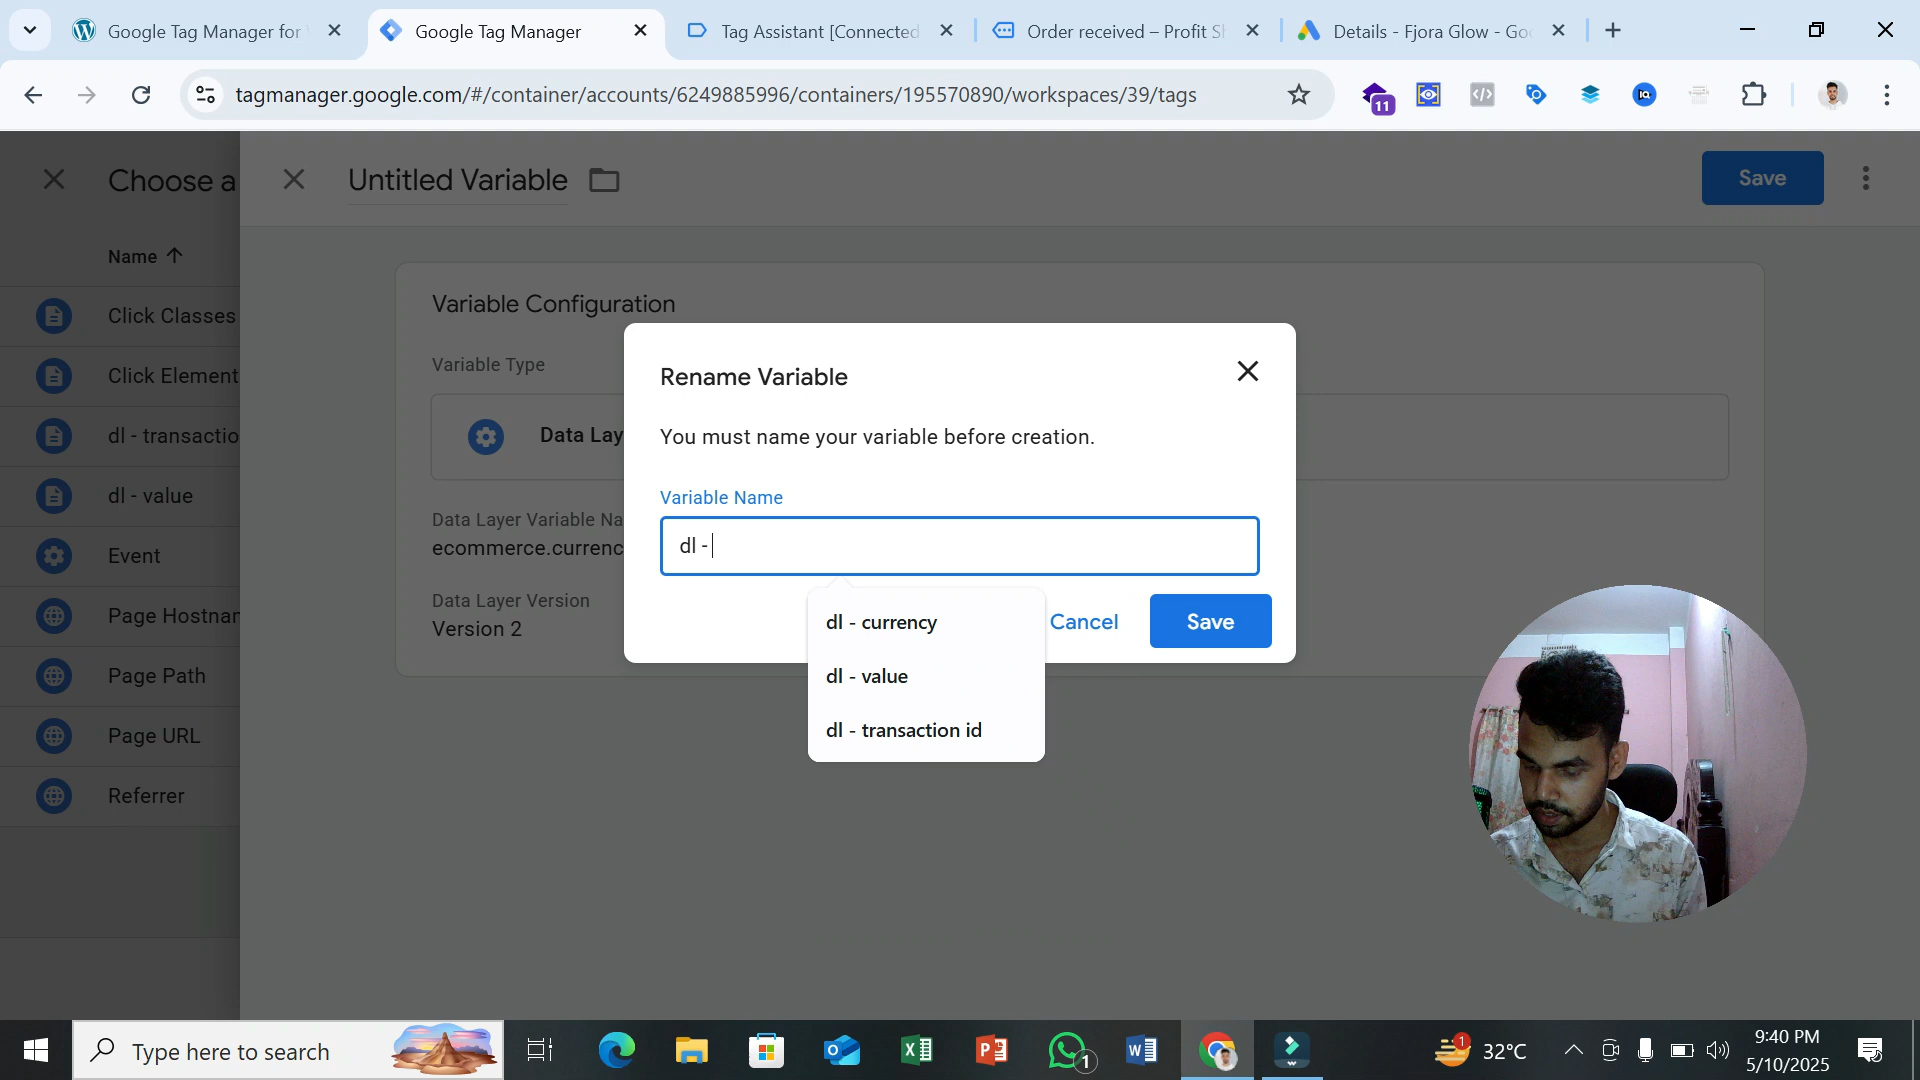 Google Tag Manager for
Google Tag Manager
Tag Assistant [Connected
Order received – Profit Sh
Details - Fjora Glow - Goo
tagmanager.google.com/#/container/accounts/6249885996/containers/195570890/workspaces/39/tags
11
Choose a
Untitled Variable
Save
Name
Click Classes
Click Element
dl - transactio
dl - value
Event
Page Hostnar
Page Path
Page URL
Referrer
Variable Configuration
Variable Type
Data Lay
Data Layer Variable Na
ecommerce.currenc
Data Layer Version
Version 2
Rename Variable
You must name your variable before creation.
Variable Name
dl -
dl - currency
dl - value
dl - transaction id
Cancel
Save
Type here to search
1
1
32°C
9:40 PM
5/10/2025